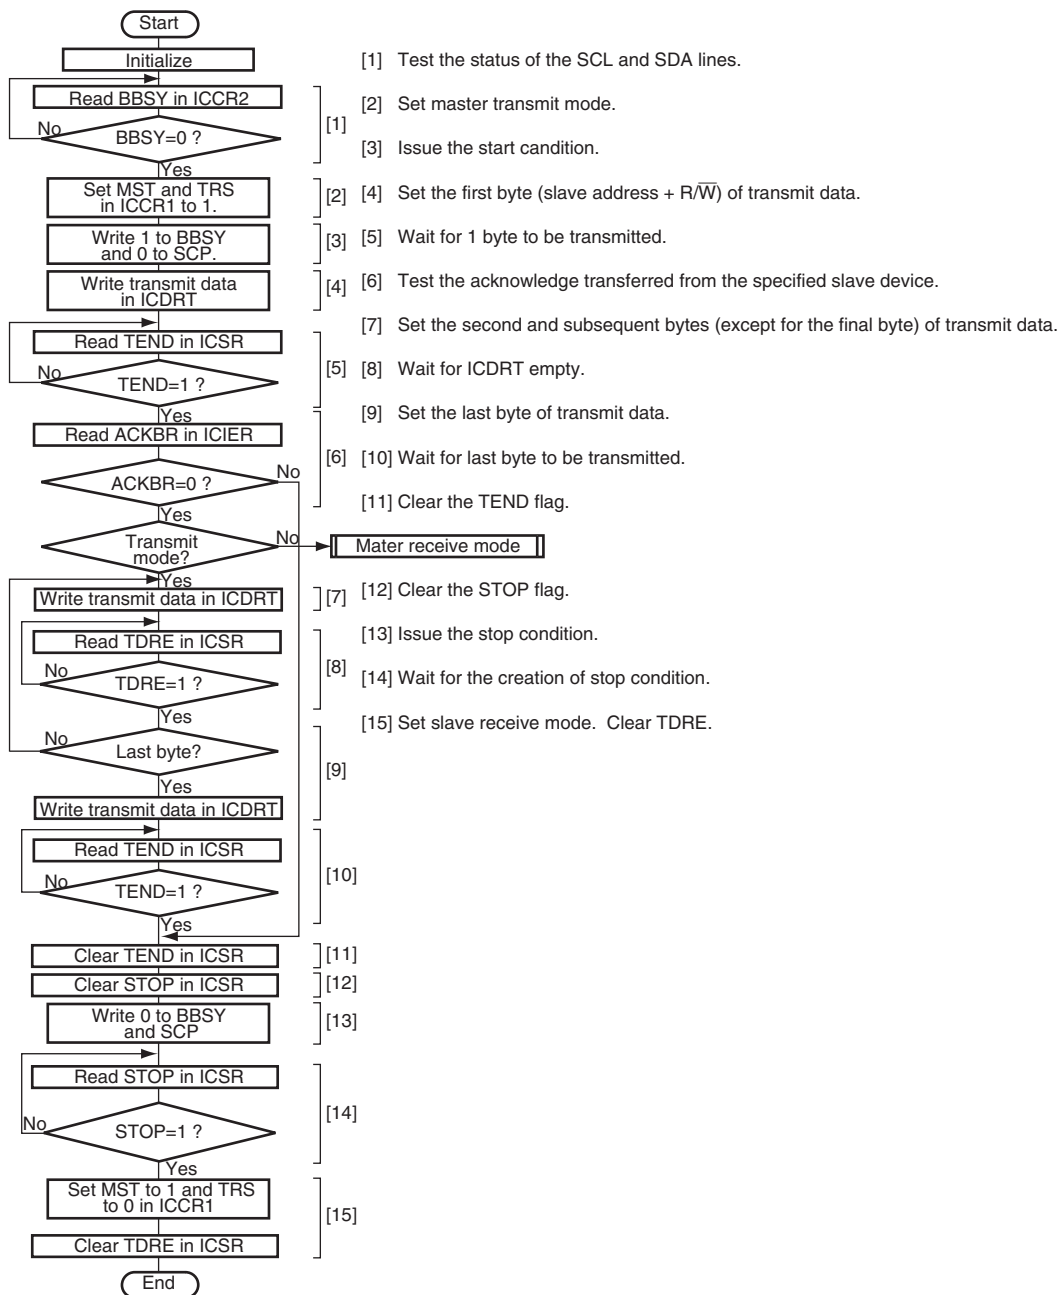 Start
Initialize
Read BBSY in ICCR2
No
BBSY=0 ?
[1]
Yes
Set MST and TRS
in ICCR1 to 1.
[2]
Write 1 to BBSY
and 0 to SCP.
[3]
Write transmit data
in ICDRT
[4]
Read TEND in ICSR
No
TEND=1 ?
[5]
Yes
Read ACKBR in ICIER
[6]
No
ACKBR=0 ?
Yes
Transmit
mode?
No
Mater receive mode
Yes
Write transmit data in ICDRT
[7]
Read TDRE in ICSR
No
TDRE=1 ?
[8]
Yes
No
Last byte?
[9]
Yes
Write transmit data in ICDRT
Read TEND in ICSR
No
TEND=1 ?
[10]
Yes
Clear TEND in ICSR
[11]
Clear STOP in ICSR
[12]
Write 0 to BBSY
and SCP
[13]
Read STOP in ICSR
No
STOP=1 ?
[14]
Yes
Set MST to 1 and TRS
to 0 in ICCR1
[15]
Clear TDRE in ICSR
End
[1] Test the status of the SCL and SDA lines.
[2] Set master transmit mode.
[3] Issue the start candition.
[4] Set the first byte (slave address + R/W̅) of transmit data.
[5] Wait for 1 byte to be transmitted.
[6] Test the acknowledge transferred from the specified slave device.
[7] Set the second and subsequent bytes (except for the final byte) of transmit data.
[8] Wait for ICDRT empty.
[9] Set the last byte of transmit data.
[10] Wait for last byte to be transmitted.
[11] Clear the TEND flag.
[12] Clear the STOP flag.
[13] Issue the stop condition.
[14] Wait for the creation of stop condition.
[15] Set slave receive mode. Clear TDRE.